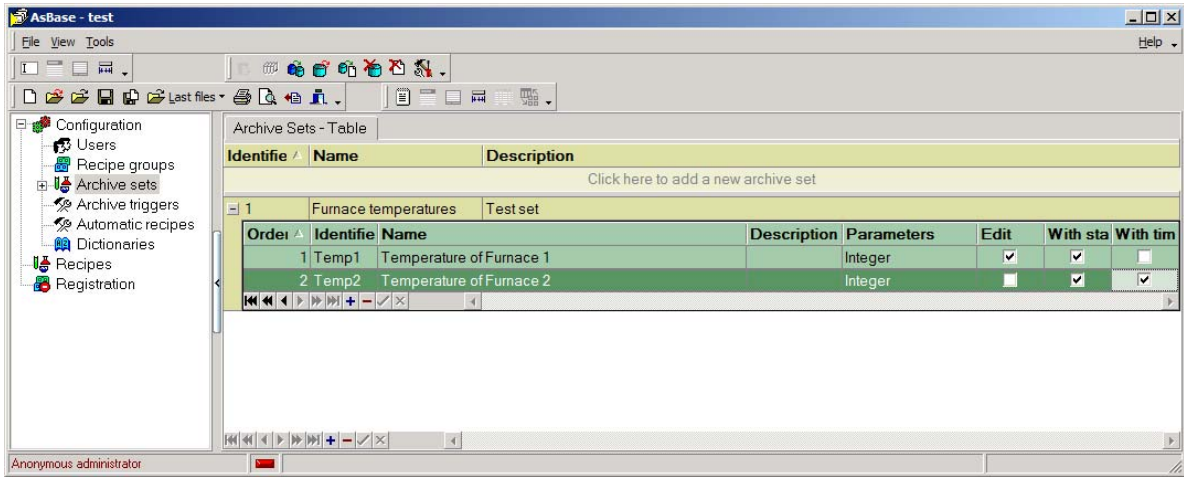 AsBase - test
File View Tools Help
Last files
Configuration
Users
Recipe groups
Archive sets
Archive triggers
Automatic recipes
Dictionaries
Recipes
Registration
Archive Sets - Table
Identifie Name Description
Click here to add a new archive set
1 Furnace temperatures Test set
Order Identifie Name Description Parameters Edit With sta With tim
1 Temp1 Temperature of Furnace 1 Integer
2 Temp2 Temperature of Furnace 2 Integer
Anonymous administrator